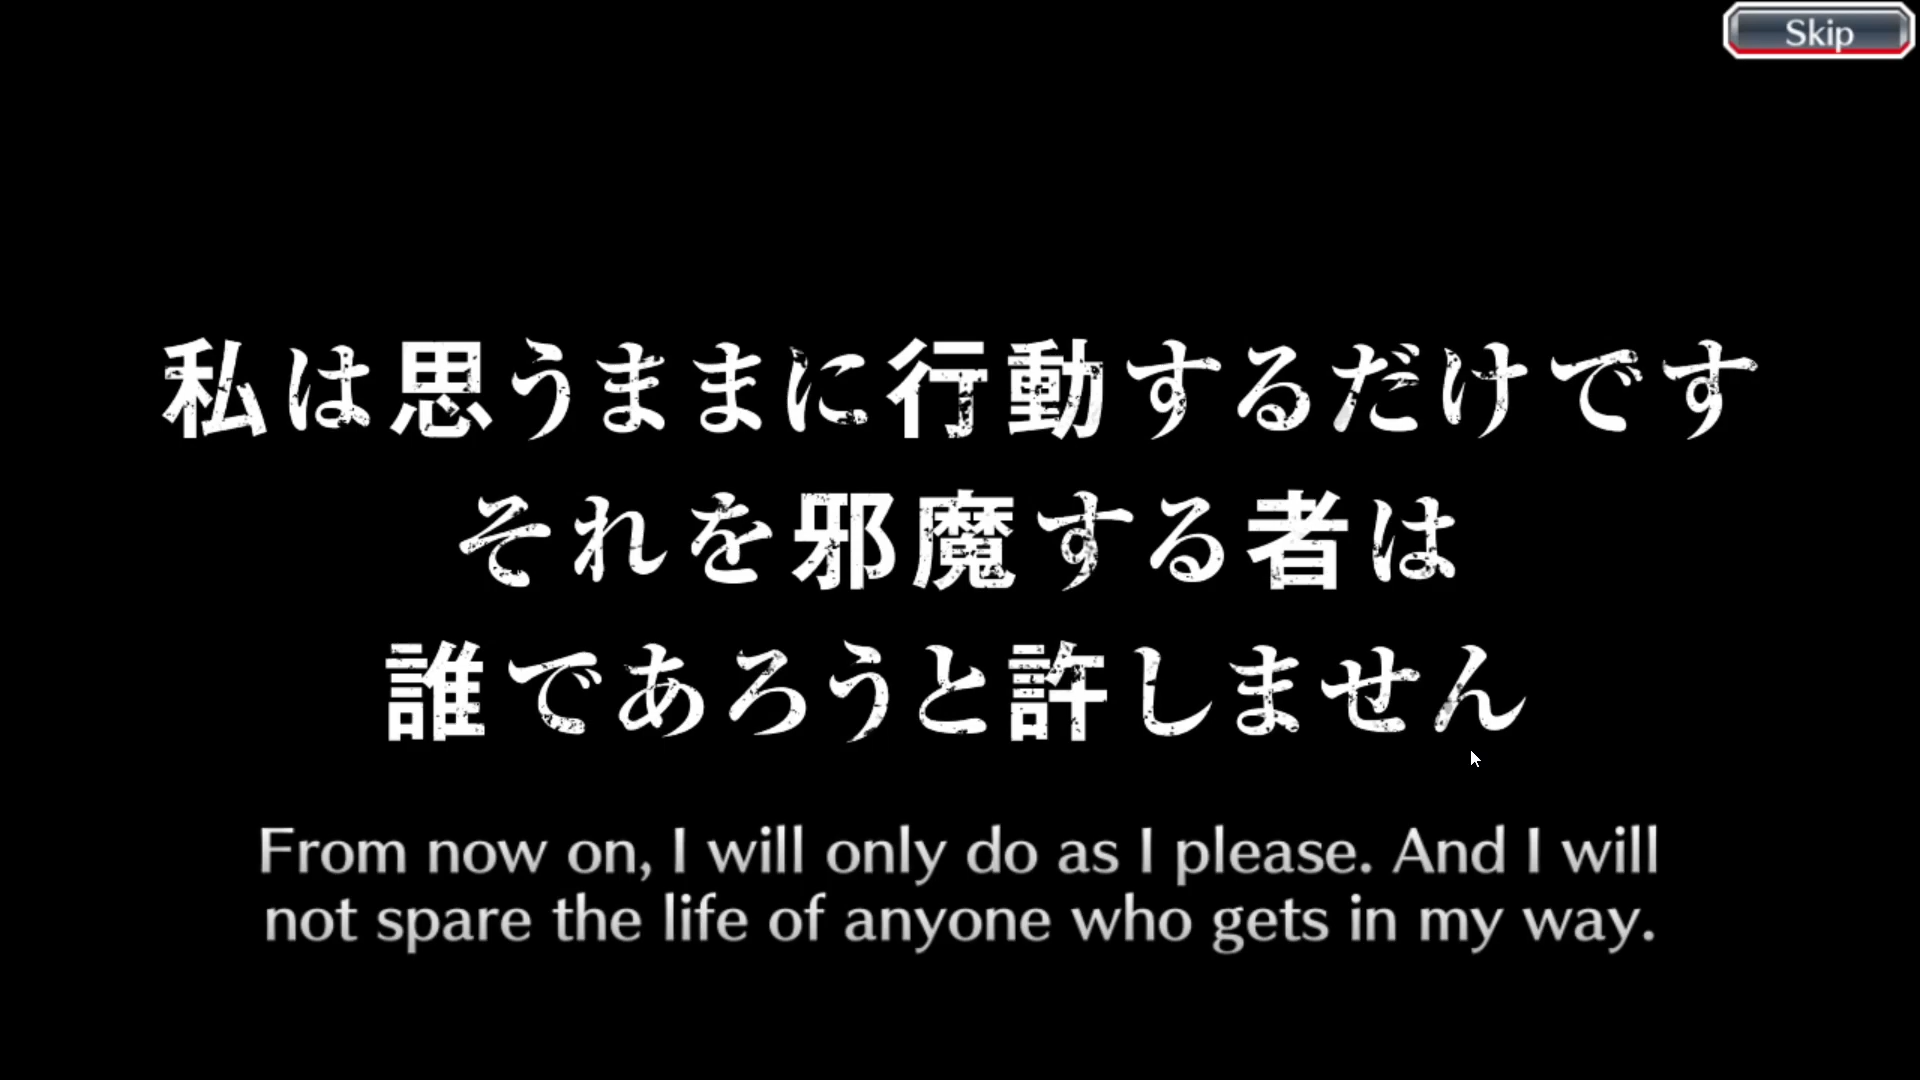 Skip
私は思うままに行動するだけです
それを邪魔する者は
誰であろうと許しません
From now on, I will only do as I please. And I will
not spare the life of anyone who gets in my way.